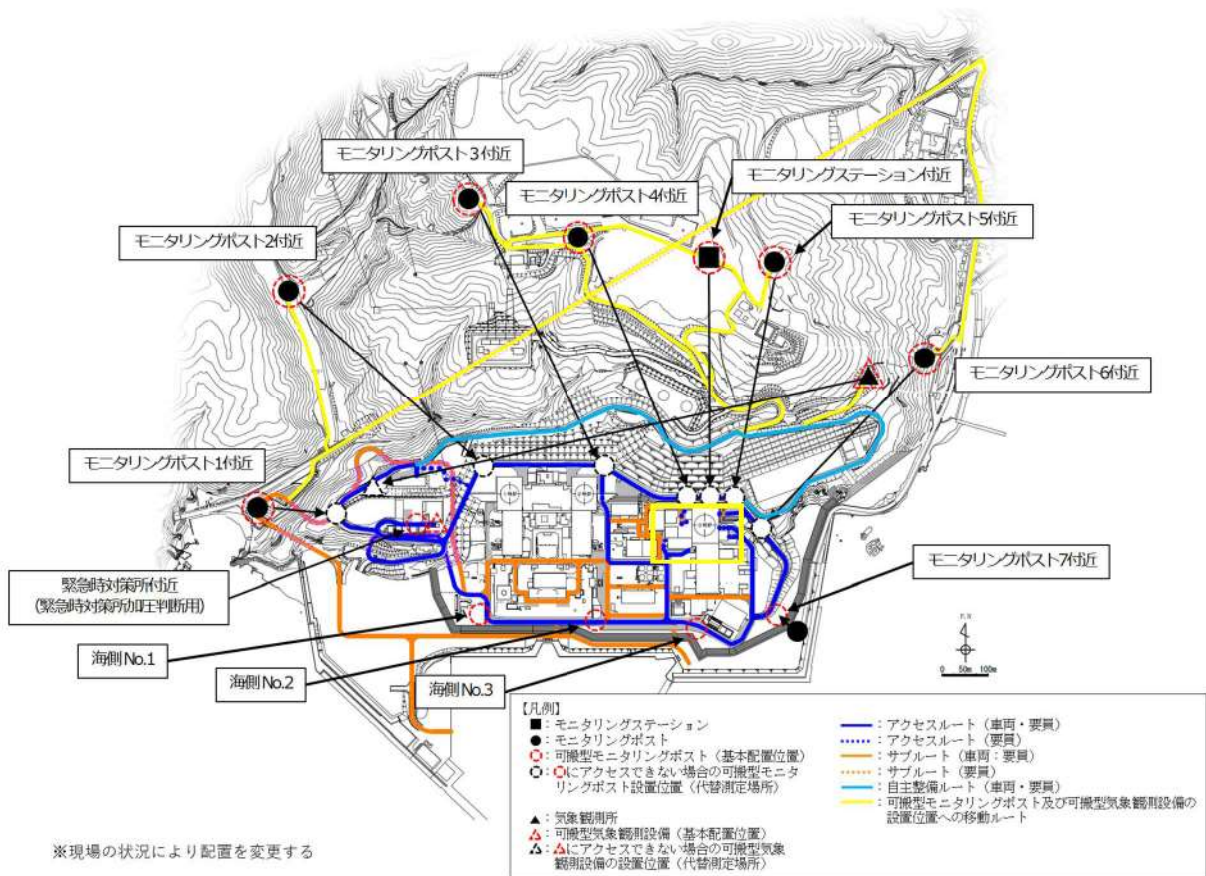 モニタリングポスト3付近
モニタリングポスト4付近
モニタリングステーション付近
モニタリングポスト5付近
モニタリングポスト2付近
モニタリングポスト6付近
モニタリングポスト1付近
モニタリングポスト7付近
緊急時対策所付近
(緊急時対策所加圧判断用)
海側No.1
海側No.2
海側No.3
P.N
0 50m 100m
【凡例】
■:モニタリングステーション
●:モニタリングポスト
:可搬型モニタリングポスト(基本配置位置)
:にアクセスできない場合の可搬型モニタ
リングポスト設置位置(代替測定場所)
▲:気象観測所
:可搬型気象観測設備(基本配置位置)
:にアクセスできない場合の可搬型気象
観測設備の設置位置(代替測定場所)
:アクセスルート(車両・要員)
:アクセスルート(要員)
:サブルート(車両:要員)
:サブルート(要員)
:自主整備ルート(車両・要員)
:可搬型モニタリングポスト及び可搬型気象観測設備の
設置位置への移動ルート
※現場の状況により配置を変更する